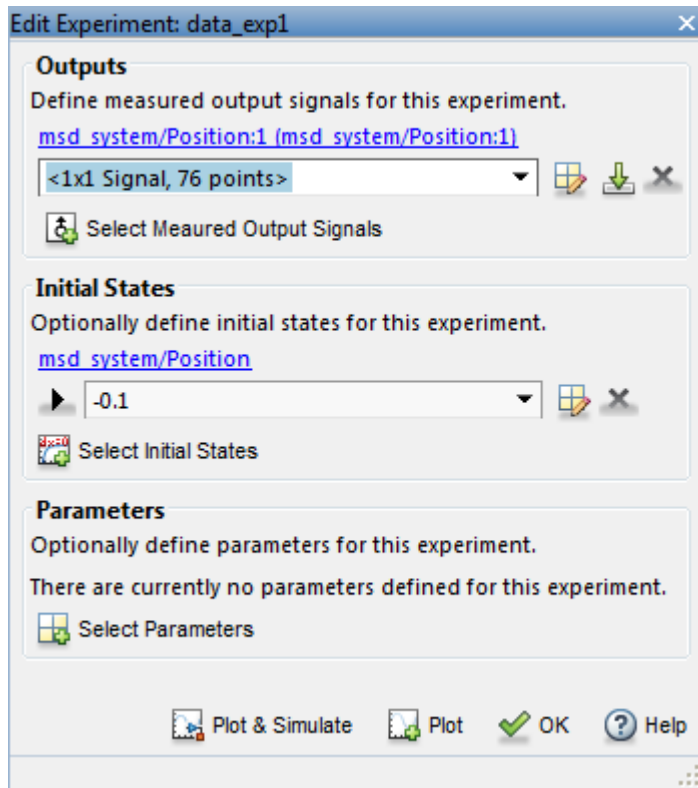 Edit Experiment: data_exp1
Outputs
Define measured output signals for this experiment.
msd_system/Position:1 (msd_system/Position:1)
<1x1 Signal, 76 points>
Select Meaured Output Signals
Initial States
Optionally define initial states for this experiment.
msd_system/Position
-0.1
Select Initial States
Parameters
Optionally define parameters for this experiment.
There are currently no parameters defined for this experiment.
Select Parameters
Plot & Simulate Plot OK Help